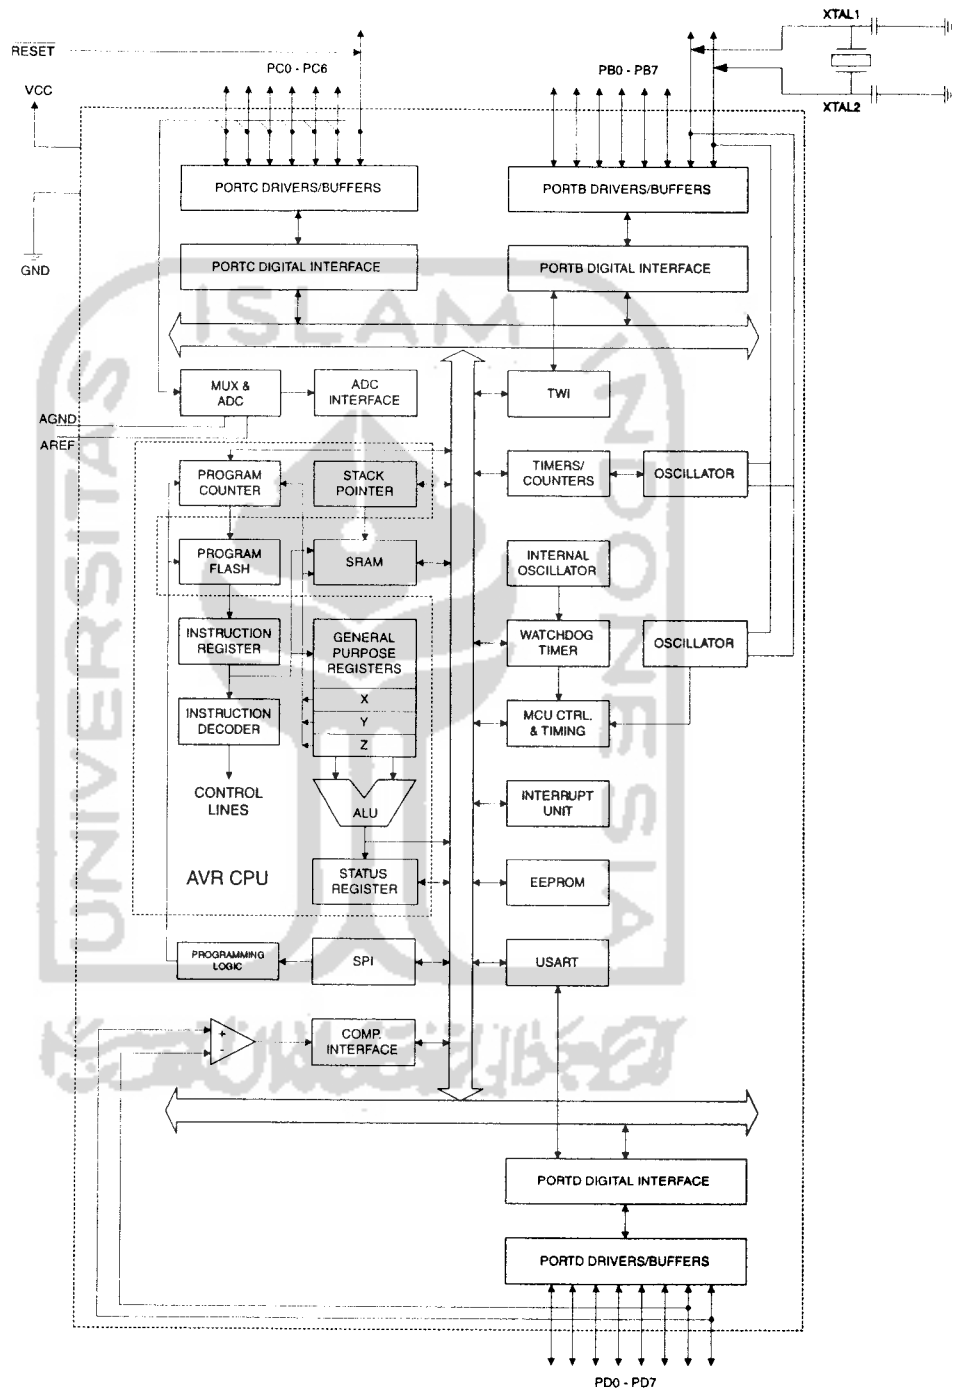 XTAL1
RESET
PC0 - PC6
PB0 - PB7
VCC
XTAL2
PORTC DRIVERS/BUFFERS
PORTB DRIVERS/BUFFERS
GND
PORTC DIGITAL INTERFACE
PORTB DIGITAL INTERFACE
ISLAM
UNIVERSITAS
INDONESIA
MUX &
ADC
ADC
INTERFACE
TWI
AGND
AREF
PROGRAM
COUNTER
STACK
POINTER
TIMERS/
COUNTERS
OSCILLATOR
PROGRAM
FLASH
SRAM
INTERNAL
OSCILLATOR
INSTRUCTION
REGISTER
GENERAL
PURPOSE
REGISTERS
WATCHDOG
TIMER
OSCILLATOR
X
INSTRUCTION
DECODER
Y
MCU CTRL.
& TIMING
Z
CONTROL
LINES
ALU
INTERRUPT
UNIT
AVR CPU
STATUS
REGISTER
EEPROM
PROGRAMMING
LOGIC
SPI
USART
+
-
COMP.
INTERFACE
PORTD DIGITAL INTERFACE
PORTD DRIVERS/BUFFERS
PD0 - PD7